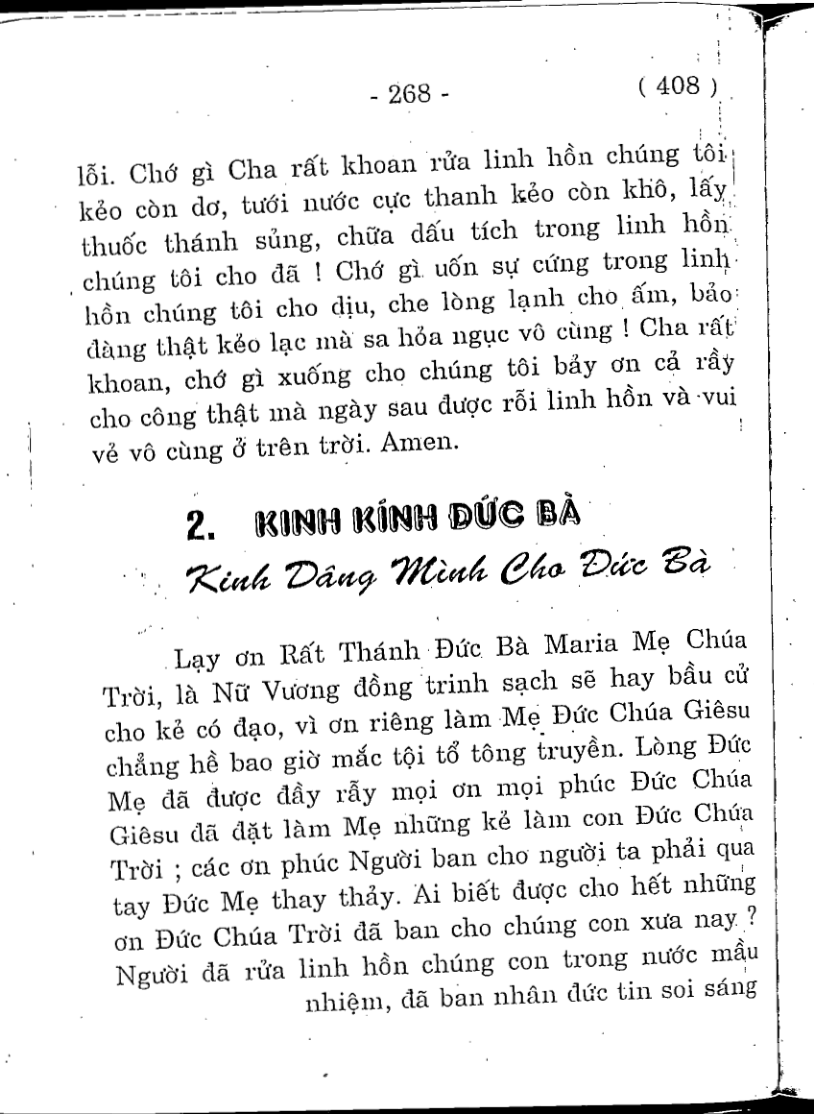 - 268 -
( 408 )
lỗi. Chớ gì Cha rất khoan rửa linh hồn chúng tôi
kẻo còn dơ, tưới nước cực thanh kẻo còn khô, lấy
thuốc thánh sủng, chữa dấu tích trong linh hồn
chúng tôi cho đã ! Chớ gì uốn sự cứng trong linh
hồn chúng tôi cho dịu, che lòng lạnh cho ấm, bảo
đàng thật kẻo lạc mà sa hỏa ngục vô cùng ! Cha rất
khoan, chớ gì xuống cho chúng tôi bảy ơn cả rầy
cho công thật mà ngày sau được rỗi linh hồn và vui
vẻ vô cùng ở trên trời. Amen.
2. KINH KÍNH ĐỨC BÀ
Kinh Dâng Mình Cho Đức Bà
Lạy ơn Rất Thánh Đức Bà Maria Mẹ Chúa
Trời, là Nữ Vương đồng trinh sạch sẽ hay bầu cử
cho kẻ có đạo, vì ơn riêng làm Mẹ Đức Chúa Giêsu
chẳng hề bao giờ mắc tội tổ tông truyền. Lòng Đức
Mẹ đã được đầy rẫy mọi ơn mọi phúc Đức Chúa
Giêsu đã đặt làm Mẹ những kẻ làm con Đức Chúa
Trời ; các ơn phúc Người ban cho người ta phải qua
tay Đức Mẹ thay thảy. Ai biết được cho hết những
ơn Đức Chúa Trời đã ban cho chúng con xưa nay ?
Người đã rửa linh hồn chúng con trong nước mầu
nhiệm, đã ban nhân đức tin soi sáng